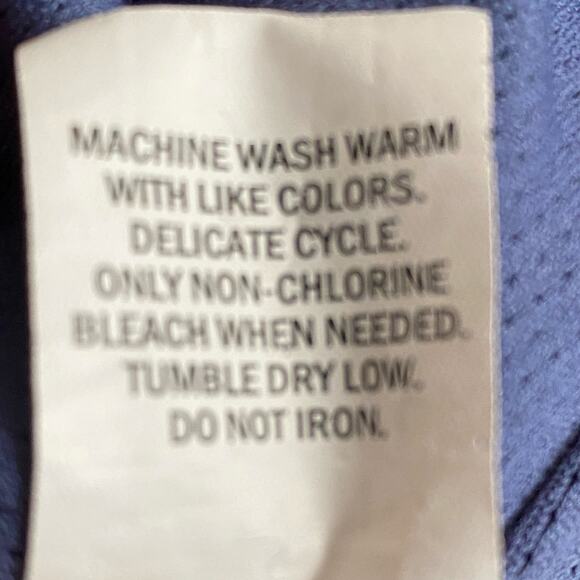 MACHINE WASH WARM
WITH LIKE COLORS.
DELICATE CYCLE.
ONLY NON-CHLORINE
BLEACH WHEN NEEDED.
TUMBLE DRY LOW.
DO NOT IRON.